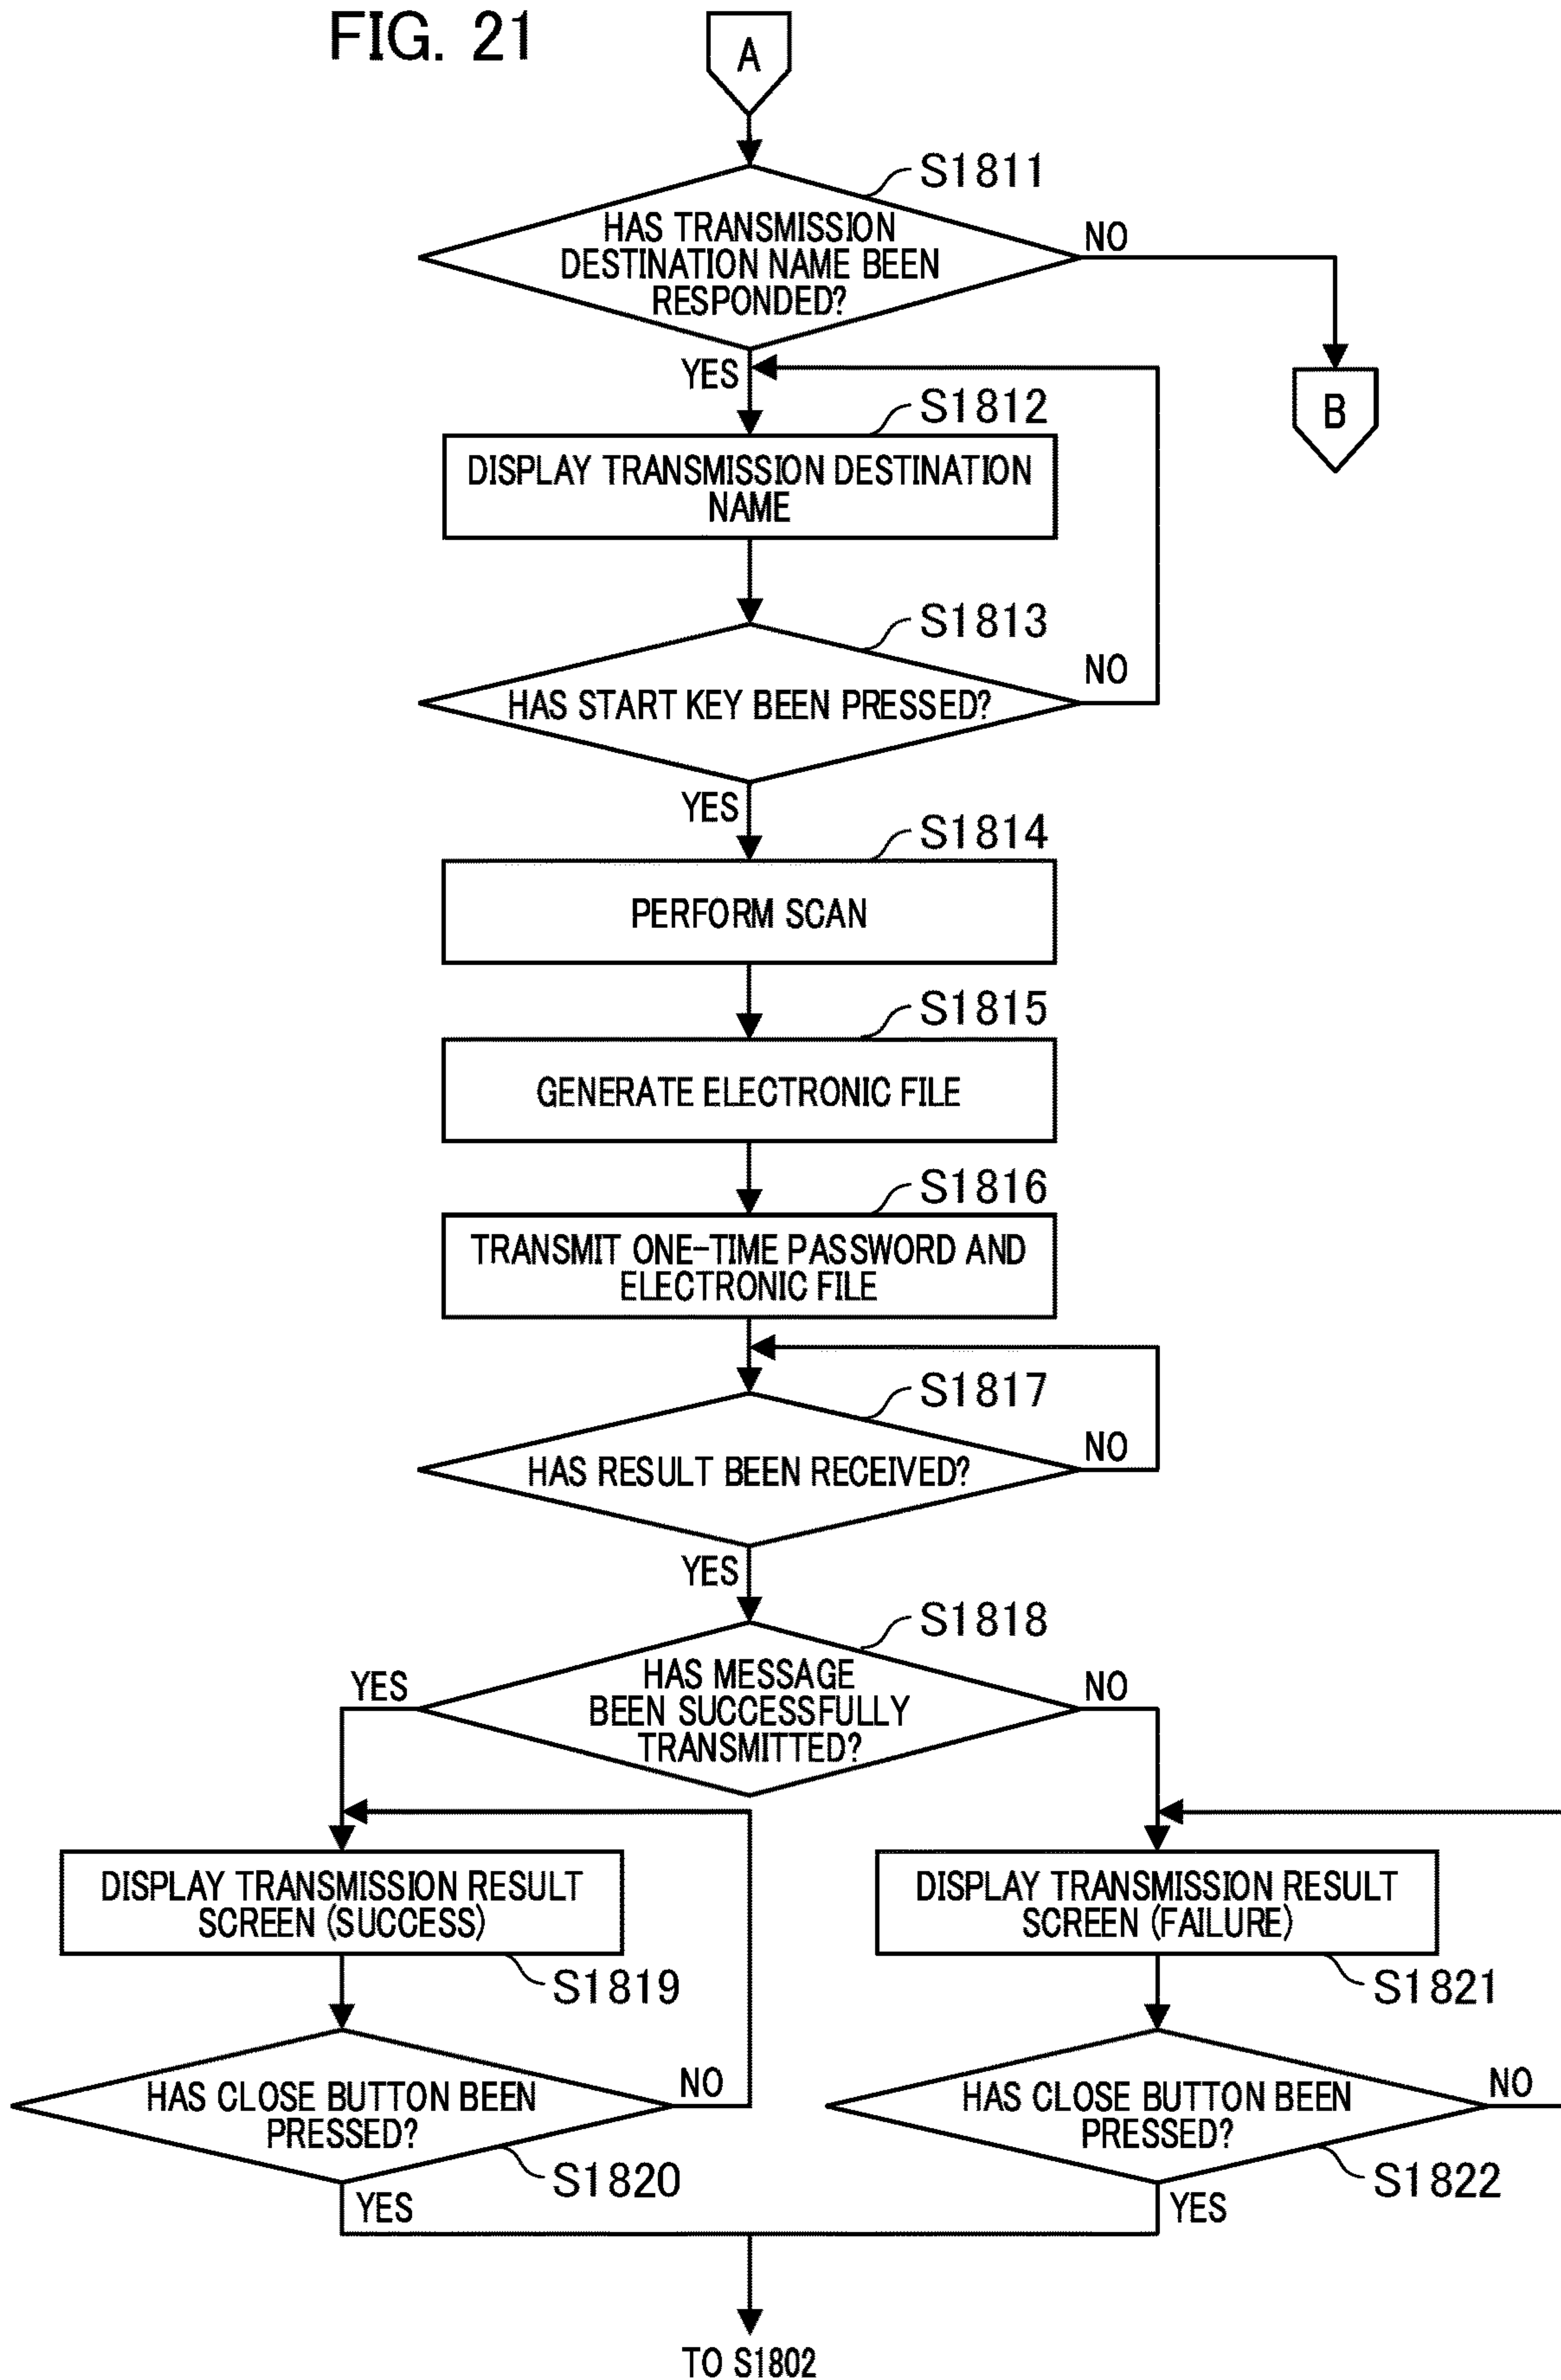 FIG. 21
A
S1811
HAS TRANSMISSION
DESTINATION NAME BEEN
RESPONDED?
NO
YES
B
S1812
DISPLAY TRANSMISSION DESTINATION
NAME
S1813
HAS START KEY BEEN PRESSED?
NO
YES
S1814
PERFORM SCAN
S1815
GENERATE ELECTRONIC FILE
S1816
TRANSMIT ONE-TIME PASSWORD AND
ELECTRONIC FILE
S1817
HAS RESULT BEEN RECEIVED?
NO
YES
S1818
HAS MESSAGE
BEEN SUCCESSFULLY
TRANSMITTED?
YES
NO
DISPLAY TRANSMISSION RESULT
SCREEN (SUCCESS)
S1819
DISPLAY TRANSMISSION RESULT
SCREEN (FAILURE)
S1821
HAS CLOSE BUTTON BEEN
PRESSED?
NO
S1820
YES
HAS CLOSE BUTTON BEEN
PRESSED?
NO
S1822
YES
TO S1802